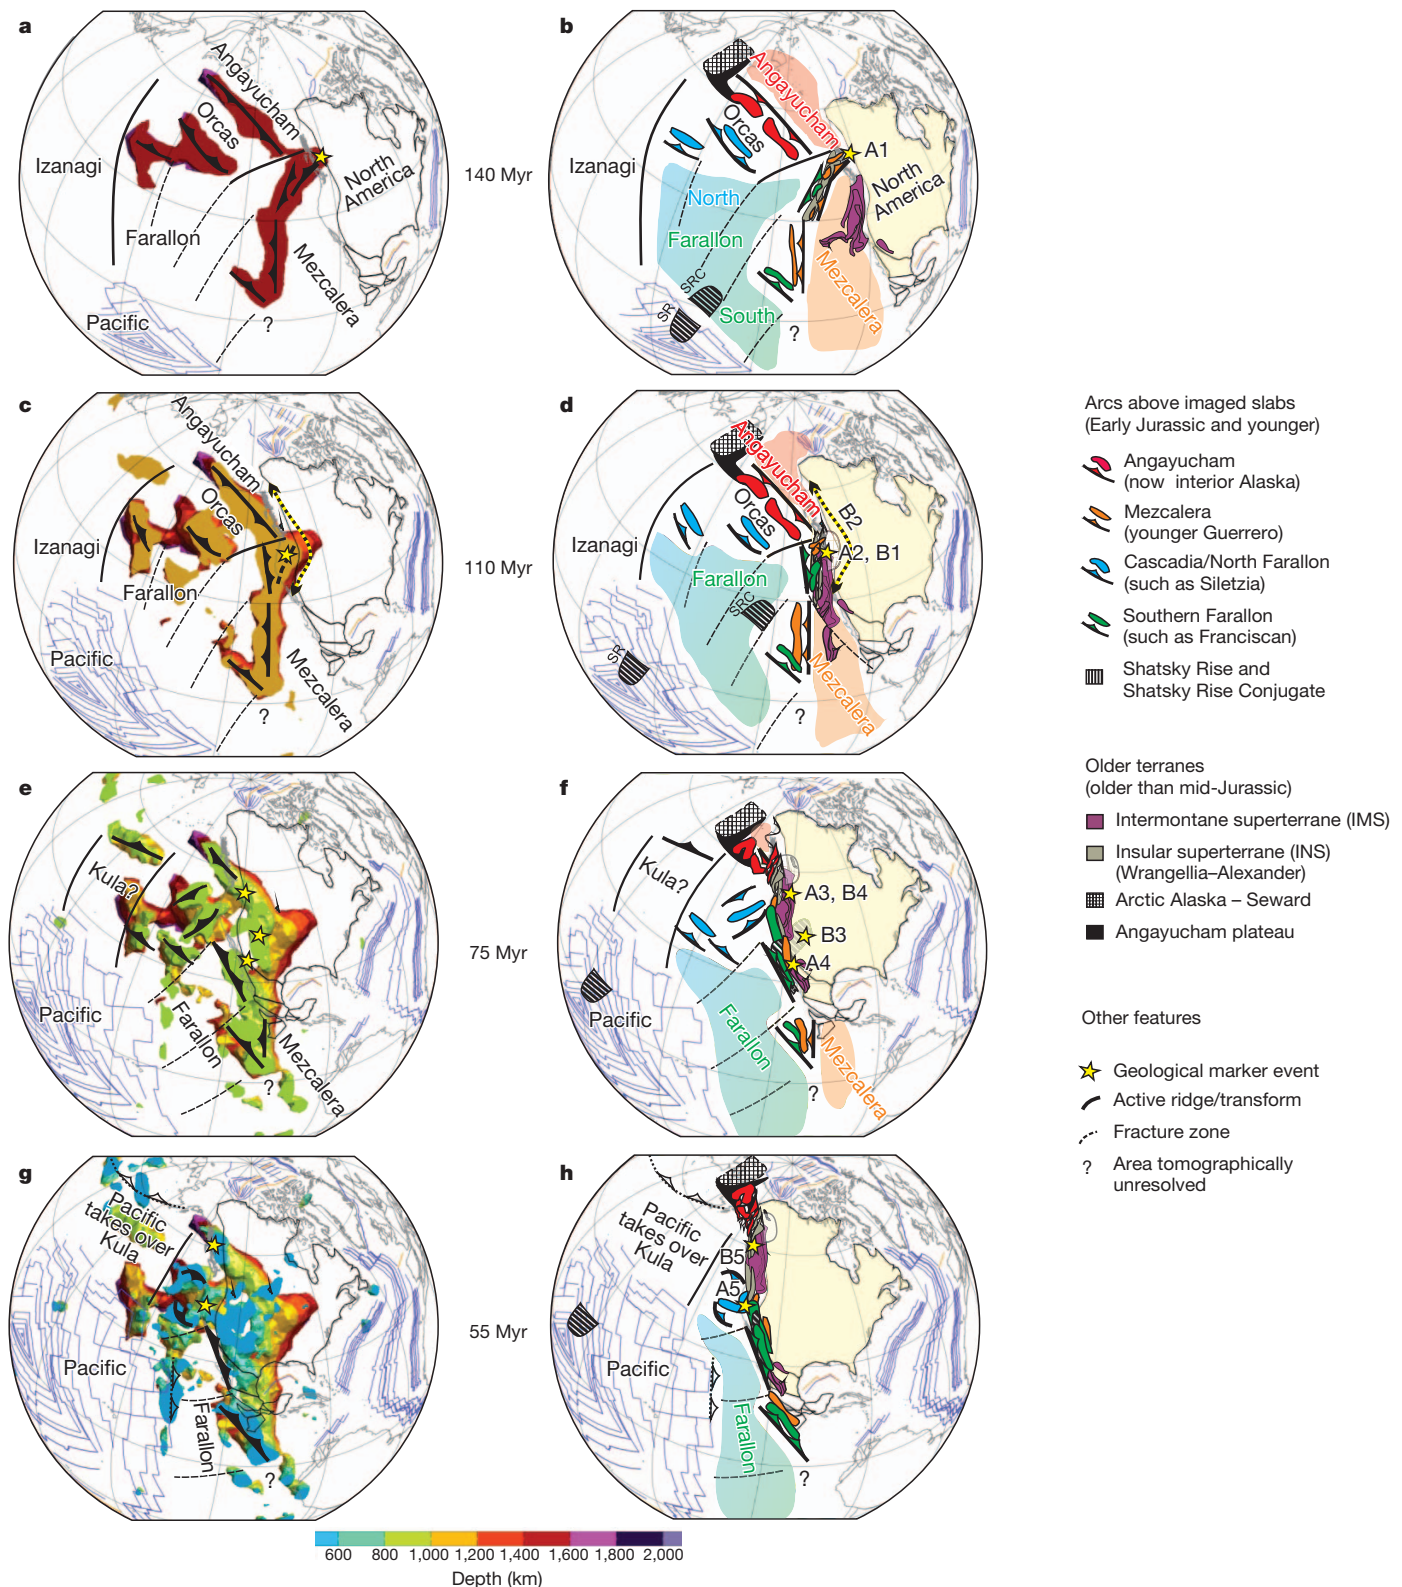 a
Angayucham
Orcas
Izanagi
North
America
Farallon
Mezcalera
Pacific
?
140 Myr
b
Angayucham
Orcas
A1
Izanagi
North
America
North
Farallon
Mezcalera
SRC
SR
South
?
c
Angayucham
Orcas
Izanagi
Farallon
Pacific
Mezcalera
?
110 Myr
d
Angayucham
Orcas
B2
Izanagi
A2, B1
Farallon
SRC
SR
Mezcalera
?
e
Kula?
Pacific
Farallon
Mezcalera
?
75 Myr
f
Kula?
A3, B4
B3
A4
Pacific
Farallon
Mezcalera
?
g
Pacific
takes over
Kula
Pacific
Farallon
?
55 Myr
h
Pacific
takes over
Kula
B5
A5
Pacific
Farallon
?
600 800 1,000 1,200 1,400 1,600 1,800 2,000
Depth (km)
Arcs above imaged slabs
(Early Jurassic and younger)
Angayucham
(now interior Alaska)
Mezcalera
(younger Guerrero)
Cascadia/North Farallon
(such as Siletzia)
Southern Farallon
(such as Franciscan)
Shatsky Rise and
Shatsky Rise Conjugate
Older terranes
(older than mid-Jurassic)
Intermontane superterrane (IMS)
Insular superterrane (INS)
(Wrangellia–Alexander)
Arctic Alaska – Seward
Angayucham plateau
Other features
Geological marker event
Active ridge/transform
Fracture zone
? Area tomographically
unresolved